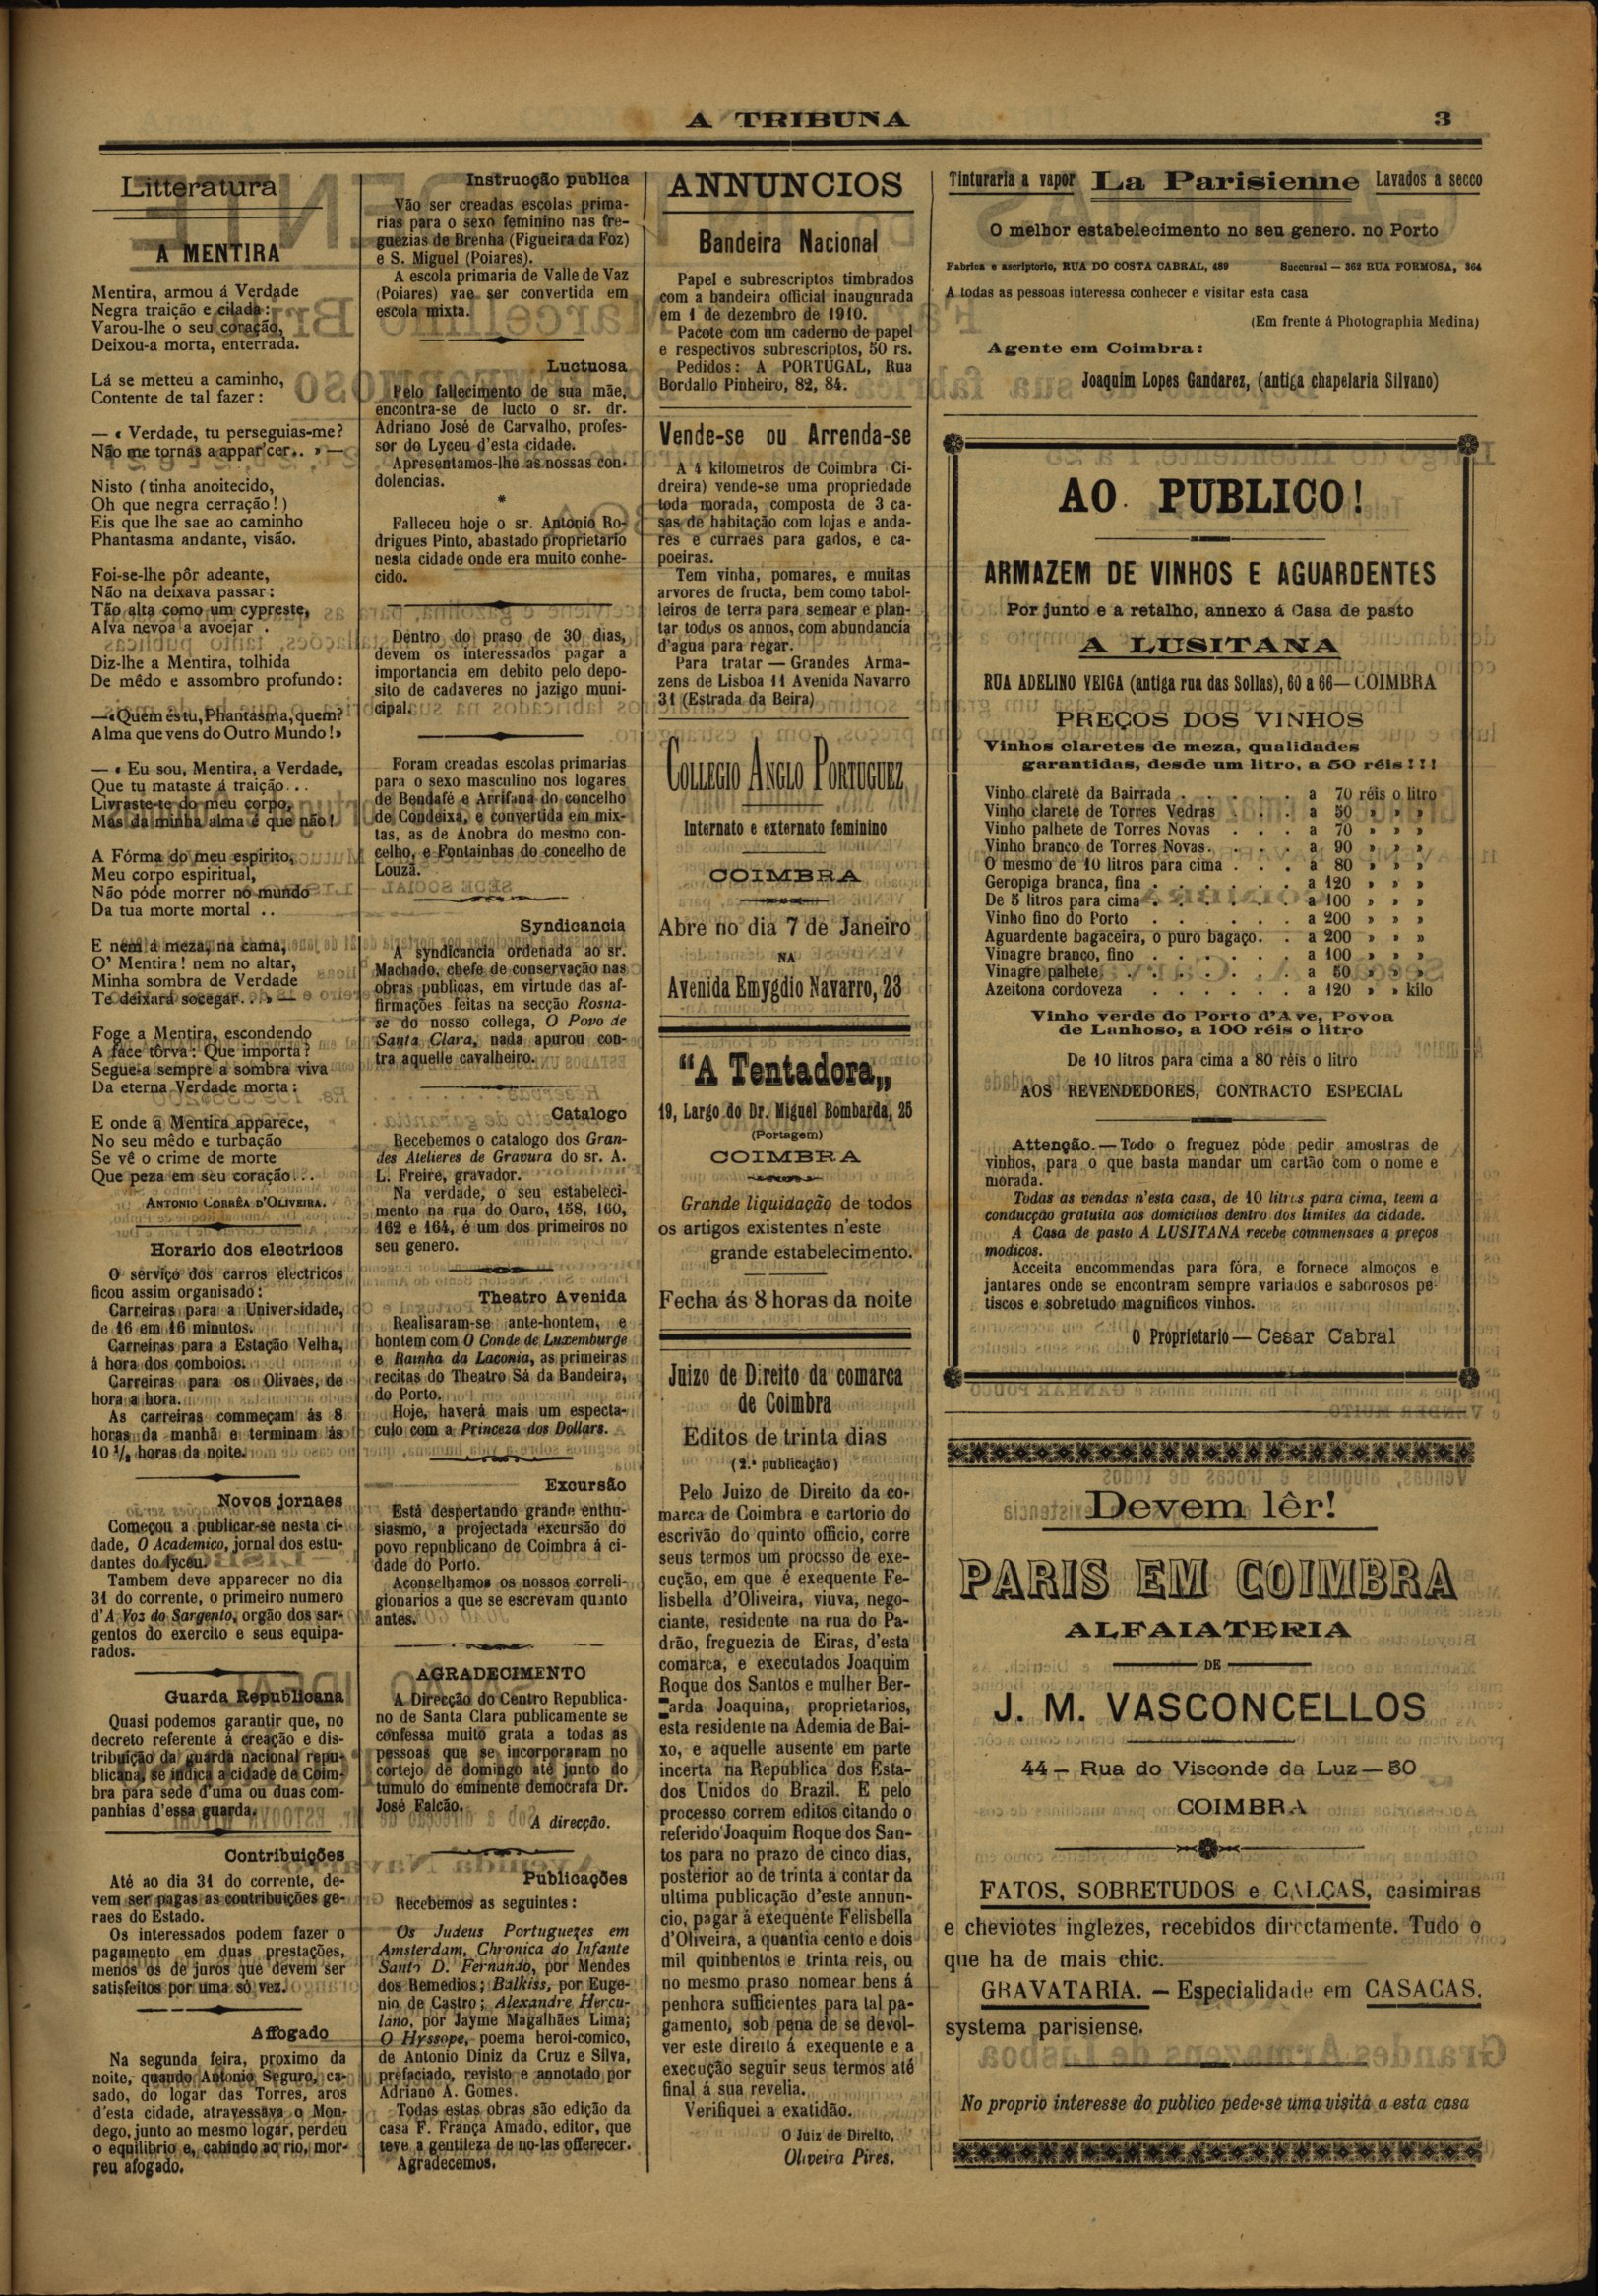 A TRIBUNA
3
Litteratura
A MENTIRA
Mentira, armou á Verdade
Negra traição e cilada:
Varou-lhe o seu coração,
Deixou-a morta, enterrada.
Lá se metteu a caminho,
Contente de tal fazer:
— « Verdade, tu perseguias-me?
Não me tornas a appar'cer.. » —
Nisto (tinha anoitecido,
Oh que negra cerração!)
Eis que lhe sae ao caminho
Phantasma andante, visão.
Foi-se-lhe pôr adeante,
Não na deixava passar:
Tão alta como um cypreste,
Alva nevoa a avoejar .
Diz-lhe a Mentira, tolhida
De mêdo e assombro profundo:
—«Quem és tu, Phantasma, quem?
Alma que vens do Outro Mundo!»
— « Eu sou, Mentira, a Verdade,
Que tu mataste á traição...
Livraste-te do meu corpo,
Mas da minha alma é que não!
A Fórma do meu espirito,
Meu corpo espiritual,
Não póde morrer no mundo
Da tua morte mortal ..
E nem á meza, na cama,
O' Mentira! nem no altar,
Minha sombra de Verdade
Te deixará socegar...» —
Foge a Mentira, escondendo
A face tôrva: Que importa?
Segue-a sempre a sombra viva
Da eterna Verdade morta:
E onde a Mentira apparece,
No seu mêdo e turbação
Se vê o crime de morte
Que peza em seu coração...
ANTONIO CORRÊA D'OLIVEIRA.
Horario dos electricos
O serviço dos carros electricos
ficou assim organisado:
Carreiras para a Universidade,
de 16 em 16 minutos.
Carreiras para a Estação Velha,
á hora dos comboios.
Carreiras para os Olivaes, de
hora a hora.
As carreiras commeçam ás 8
horas da manhã e terminam ás
10 1/2 horas da noite.
Novos jornaes
Começou a publicar-se nesta ci-
dade, O Academico, jornal dos estu-
dantes do lyceu.
Tambem deve apparecer no dia
31 do corrente, o primeiro numero
d'A Voz do Sargento, orgão dos sar-
gentos do exercito e seus equipa-
rados.
Guarda Republicana
Quasi podemos garantir que, no
decreto referente á creação e dis-
tribuição da guarda nacional repu-
blicana, se indica a cidade de Coim-
bra para séde d'uma ou duas com-
panhias d'essa guarda.
Contribuições
Até ao dia 31 do corrente, de-
vem ser pagas as contribuições ge-
raes do Estado.
Os interessados podem fazer o
pagamento em duas prestações,
menos os de juros que devem ser
satisfeitos por uma só vez.
Affogado
Na segunda feira, proximo da
noite, quando Antonio Seguro, ca-
sado, do logar das Torres, aros
d'esta cidade, atravessava o Mon-
dego, junto ao mesmo logar, perdeu
o equilibrio e, cahindo ao rio, mor-
reu afogado.
Instrucção publica
Vão ser creadas escolas prima-
rias para o sexo feminino nas fre-
guezias de Brenha (Figueira da Foz)
e S. Miguel (Poiares).
A escola primaria de Valle de Vaz
(Poiares) vae ser convertida em
escola mixta.
Luctuosa
Pelo fallecimento de sua mãe,
encontra-se de lucto o sr. dr.
Adriano José de Carvalho, profes-
sor do Lyceu d'esta cidade.
Apresentamos-lhe as nossas con-
dolencias.
*
Falleceu hoje o sr. Antonio Ro-
drigues Pinto, abastado proprietario
nesta cidade onde era muito conhe-
cido.
Dentro do praso de 30 dias,
devem os interessados pagar a
importancia em debito pelo depo-
sito de cadaveres no jazigo muni-
cipal.
Foram creadas escolas primarias
para o sexo masculino nos logares
de Bendafé e Arrifana do concelho
de Condeixa, e convertida em mix-
tas, as de Anobra do mesmo con-
celho, e Fontainhas do concelho de
Louzã.
Syndicancia
A syndicancia ordenada ao sr.
Machado, chefe de conservação nas
obras publicas, em virtude das af-
firmações feitas na secção Rosna-
se do nosso collega, O Povo de
Santa Clara, nada apurou con-
tra aquelle cavalheiro.
Catalogo
Recebemos o catalogo dos Gran-
des Atelieres de Gravura do sr. A.
L. Freire, gravador.
Na verdade, o seu estabeleci-
mento na rua do Ouro, 158, 160,
162 e 164, é um dos primeiros no
seu genero.
Theatro Avenida
Realisaram-se ante-hontem, e
hontem com O Conde de Luxemburge
e Rainha da Laconia, as primeiras
recitas do Theatro Sá da Bandeira,
do Porto.
Hoje, haverá mais um especta-
culo com a Princeza dos Dollars.
Excursão
Está despertando grande enthu-
siasmo, a projectada excursão do
povo republicano de Coimbra á ci-
dade do Porto.
Aconselhamos os nossos correli-
gionarios a que se escrevam quanto
antes.
AGRADECIMENTO
A Direcção do Centro Republica-
no de Santa Clara publicamente se
confessa muito grata a todas as
pessoas que se incorporaram no
cortejo de domingo até junto do
tumulo do eminente democrata Dr.
José Falcão.
A direcção.
Publicações
Recebemos as seguintes:
Os Judeus Portuguezes em
Amsterdam, Chronica do Infante
Santo D. Fernando, por Mendes
dos Remedios; Balkiss, por Euge-
nio de Castro; Alexandre Hercu-
lano, por Jayme Magalhães Lima;
O Hyssope, poema heroi-comico,
de Antonio Diniz da Cruz e Silva,
prefaciado, revisto e annotado por
Adriano A. Gomes.
Todas estas obras são edição da
casa F. França Amado, editor, que
teve a gentileza de no-las offerecer.
Agradecemos.
ANNUNCIOS
Bandeira Nacional
Papel e subrescriptos timbrados
com a bandeira official inaugurada
em 1 de dezembro de 1910.
Pacote com um caderno de papel
e respectivos subrescriptos, 50 rs.
Pedidos: A PORTUGAL, Rua
Bordallo Pinheiro, 82, 84.
Vende-se ou Arrenda-se
A 4 kilometros de Coimbra Ci-
dreira) vende-se uma propriedade
toda morada, composta de 3 ca-
sas de habitação com lojas e anda-
res e curraes para gados, e ca-
poeiras.
Tem vinha, pomares, e muitas
arvores de fructa, bem como tabol-
leiros de terra para semear e plan-
tar todos os annos, com abundancia
d'agua para regar.
Para tratar — Grandes Arma-
zens de Lisboa 11 Avenida Navarro
31 (Estrada da Beira)
COLLEGIO ANGLO PORTUGUEZ
Internato e externato feminino
COIMBRA
Abre no dia 7 de Janeiro
NA
Avenida Emygdio Navarro, 23
"A Tentadora„
19, Largo do Dr. Miguel Bombarda, 25
(Portagem)
COIMBRA
Grande liquidação de todos
os artigos existentes n'este
grande estabelecimento.
Fecha ás 8 horas da noite
Juizo de Direito da comarca
de Coimbra
Editos de trinta dias
(2.ª publicação)
Pelo Juizo de Direito da co-
marca de Coimbra e cartorio do
escrivão do quinto officio, corre
seus termos um procsso de exe-
cução, em que é exequente Fe-
lisbella d'Oliveira, viuva, nego-
ciante, residente na rua do Pa-
drão, freguezia de Eiras, d'esta
comarca, e executados Joaquim
Roque dos Santos e mulher Ber-
narda Joaquina, proprietarios,
esta residente na Ademia de Bai-
xo, e aquelle ausente em parte
incerta na Republica dos Esta-
dos Unidos do Brazil. E pelo
processo correm editos citando o
referido Joaquim Roque dos San-
tos para no prazo de cinco dias,
posterior ao de trinta a contar da
ultima publicação d'este annun-
cio, pagar á exequente Felisbella
d'Oliveira, a quantia cento e dois
mil quinhentos e trinta reis, ou
no mesmo praso nomear bens á
penhora sufficientes para tal pa-
gamento, sob pena de se devol-
ver este direito á exequente e a
execução seguir seus termos até
final á sua revelia.
Verifiquei a exatidão.
O Juiz de Direito,
Oliveira Pires.
Tinturaria a vapor La Parisienne Lavados a secco
O melhor estabelecimento no seu genero. no Porto
Fabrica e escriptorio, RUA DO COSTA CABRAL, 489 Succursal — 362 RUA FORMOSA, 364
A todas as pessoas interessa conhecer e visitar esta casa
(Em frente á Photographia Medina)
Agente em Coimbra:
Joaquim Lopes Gandarez, (antiga chapelaria Silvano)
AO PUBLICO!
ARMAZEM DE VINHOS E AGUARDENTES
Por junto e a retalho, annexo á Casa de pasto
A LUSITANA
RUA ADELINO VEIGA (antiga rua das Sollas), 60 a 66 — COIMBRA
PREÇOS DOS VINHOS
Vinhos claretes de meza, qualidades
garantidas, desde um litro, a 50 réis!!!
Vinho clarete da Bairrada . . . . . a 70 réis o litro
Vinho clarete de Torres Vedras . . . a 50 » » »
Vinho palhete de Torres Novas . . . a 70 » » »
Vinho branco de Torres Novas. . . . a 90 » » »
O mesmo de 10 litros para cima . . . a 80 » » »
Geropiga branca, fina . . . . . . a 120 » » »
De 5 litros para cima . . . . . . a 100 » » »
Vinho fino do Porto . . . . . . a 200 » » »
Aguardente bagaceira, o puro bagaço. . a 200 » » »
Vinagre branco, fino . . . . . . a 100 » » »
Vinagre palhete. . . . . . . . a 50 » » »
Azeitona cordoveza . . . . . . a 120 » » kilo
Vinho verde do Porto d'Ave, Povoa
de Lanhoso, a 100 réis o litro
De 10 litros para cima a 80 réis o litro
AOS REVENDEDORES, CONTRACTO ESPECIAL
Attenção. — Todo o freguez póde pedir amostras de
vinhos, para o que basta mandar um cartão com o nome e
morada.
Todas as vendas n'esta casa, de 10 litros para cima, teem a
conducção gratuita aos domicilios dentro dos limites da cidade.
A Casa de pasto A LUSITANA recebe commensaes a preços
modicos.
Acceita encommendas para fóra, e fornece almoços e
jantares onde se encontram sempre variados e saborosos pe-
tiscos e sobretudo magnificos vinhos.
O Proprietario — Cesar Cabral
Devem lêr!
PARIS EM COIMBRA
ALFAIATERIA
DE
J. M. VASCONCELLOS
44 — Rua do Visconde da Luz — 50
COIMBRA
FATOS, SOBRETUDOS e CALÇAS, casimiras
e cheviotes inglezes, recebidos directamente. Tudo o
que ha de mais chic.
GRAVATARIA. — Especialidade em CASACAS,
systema parisiense.
No proprio interesse do publico pede-se uma visita a esta casa